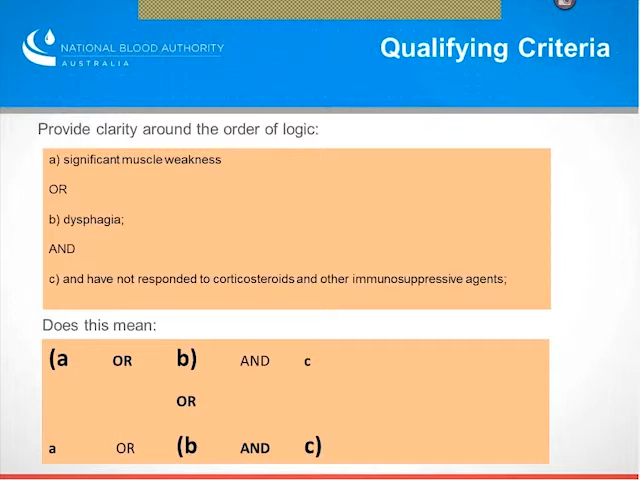 NATIONAL BLOOD AUTHORITY
AUSTRALIA
Qualifying Criteria
Provide clarity around the order of logic:
a) significant muscle weakness
OR
b) dysphagia;
AND
c) and have not responded to corticosteroids and other immunosuppressive agents;
Does this mean:
(a OR b) AND c
OR
a OR (b AND c)